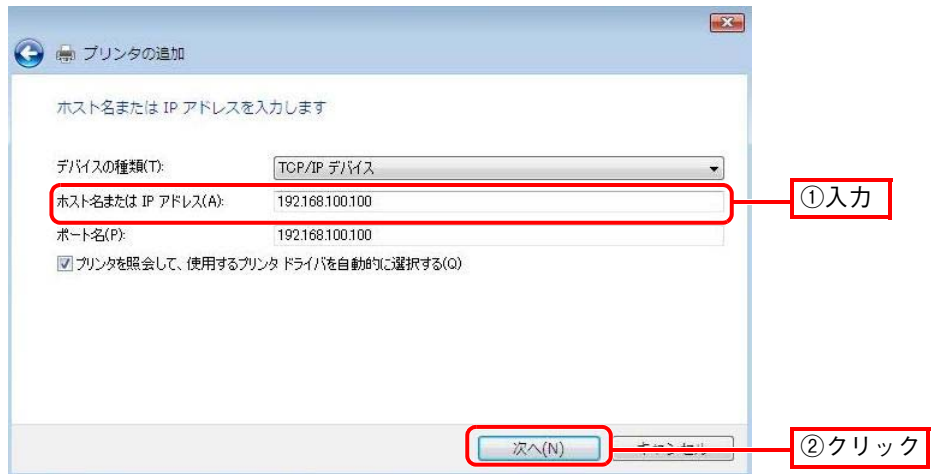 プリンタの追加
ホスト名または IP アドレスを入力します
デバイスの種類(T): TCP/IP デバイス
ホスト名または IP アドレス(A): 192.168.100.100
①入力
ポート名(P): 192.168.100.100
プリンタを照会して、使用するプリンタ ドライバを自動的に選択する(Q)
次へ(N) キャンセル
②クリック